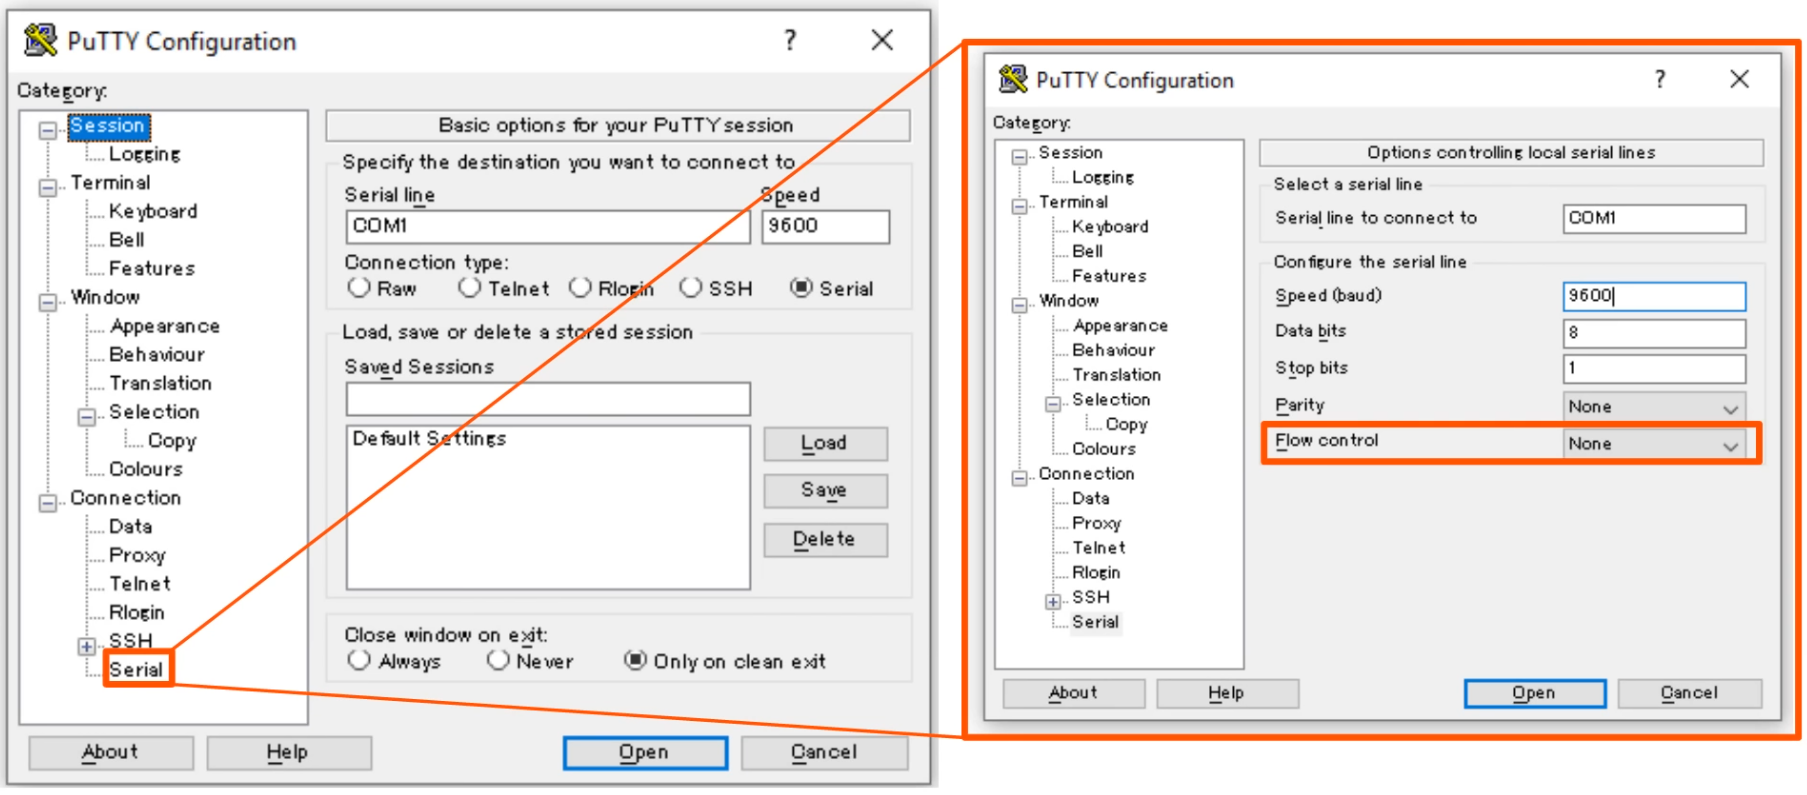 PuTTY Configuration
?
Category:
Session
Logging
Terminal
Keyboard
Bell
Features
Window
Appearance
Behaviour
Translation
Selection
Copy
Colours
Connection
Data
Proxy
Telnet
Rlogin
SSH
Serial
Basic options for your PuTTY session
Specify the destination you want to connect to
Serial line Speed
COM1 9600
Connection type:
Raw Telnet Rlogin SSH Serial
Load, save or delete a stored session
Saved Sessions
Default Settings
Load
Save
Delete
Close window on exit:
Always Never Only on clean exit
About Help Open Cancel
PuTTY Configuration
?
Category:
Session
Logging
Terminal
Keyboard
Bell
Features
Window
Appearance
Behaviour
Translation
Selection
Copy
Colours
Connection
Data
Proxy
Telnet
Rlogin
SSH
Serial
Options controlling local serial lines
Select a serial line
Serial line to connect to COM1
Configure the serial line
Speed (baud) 9600
Data bits 8
Stop bits 1
Parity None
Flow control None
About Help Open Cancel